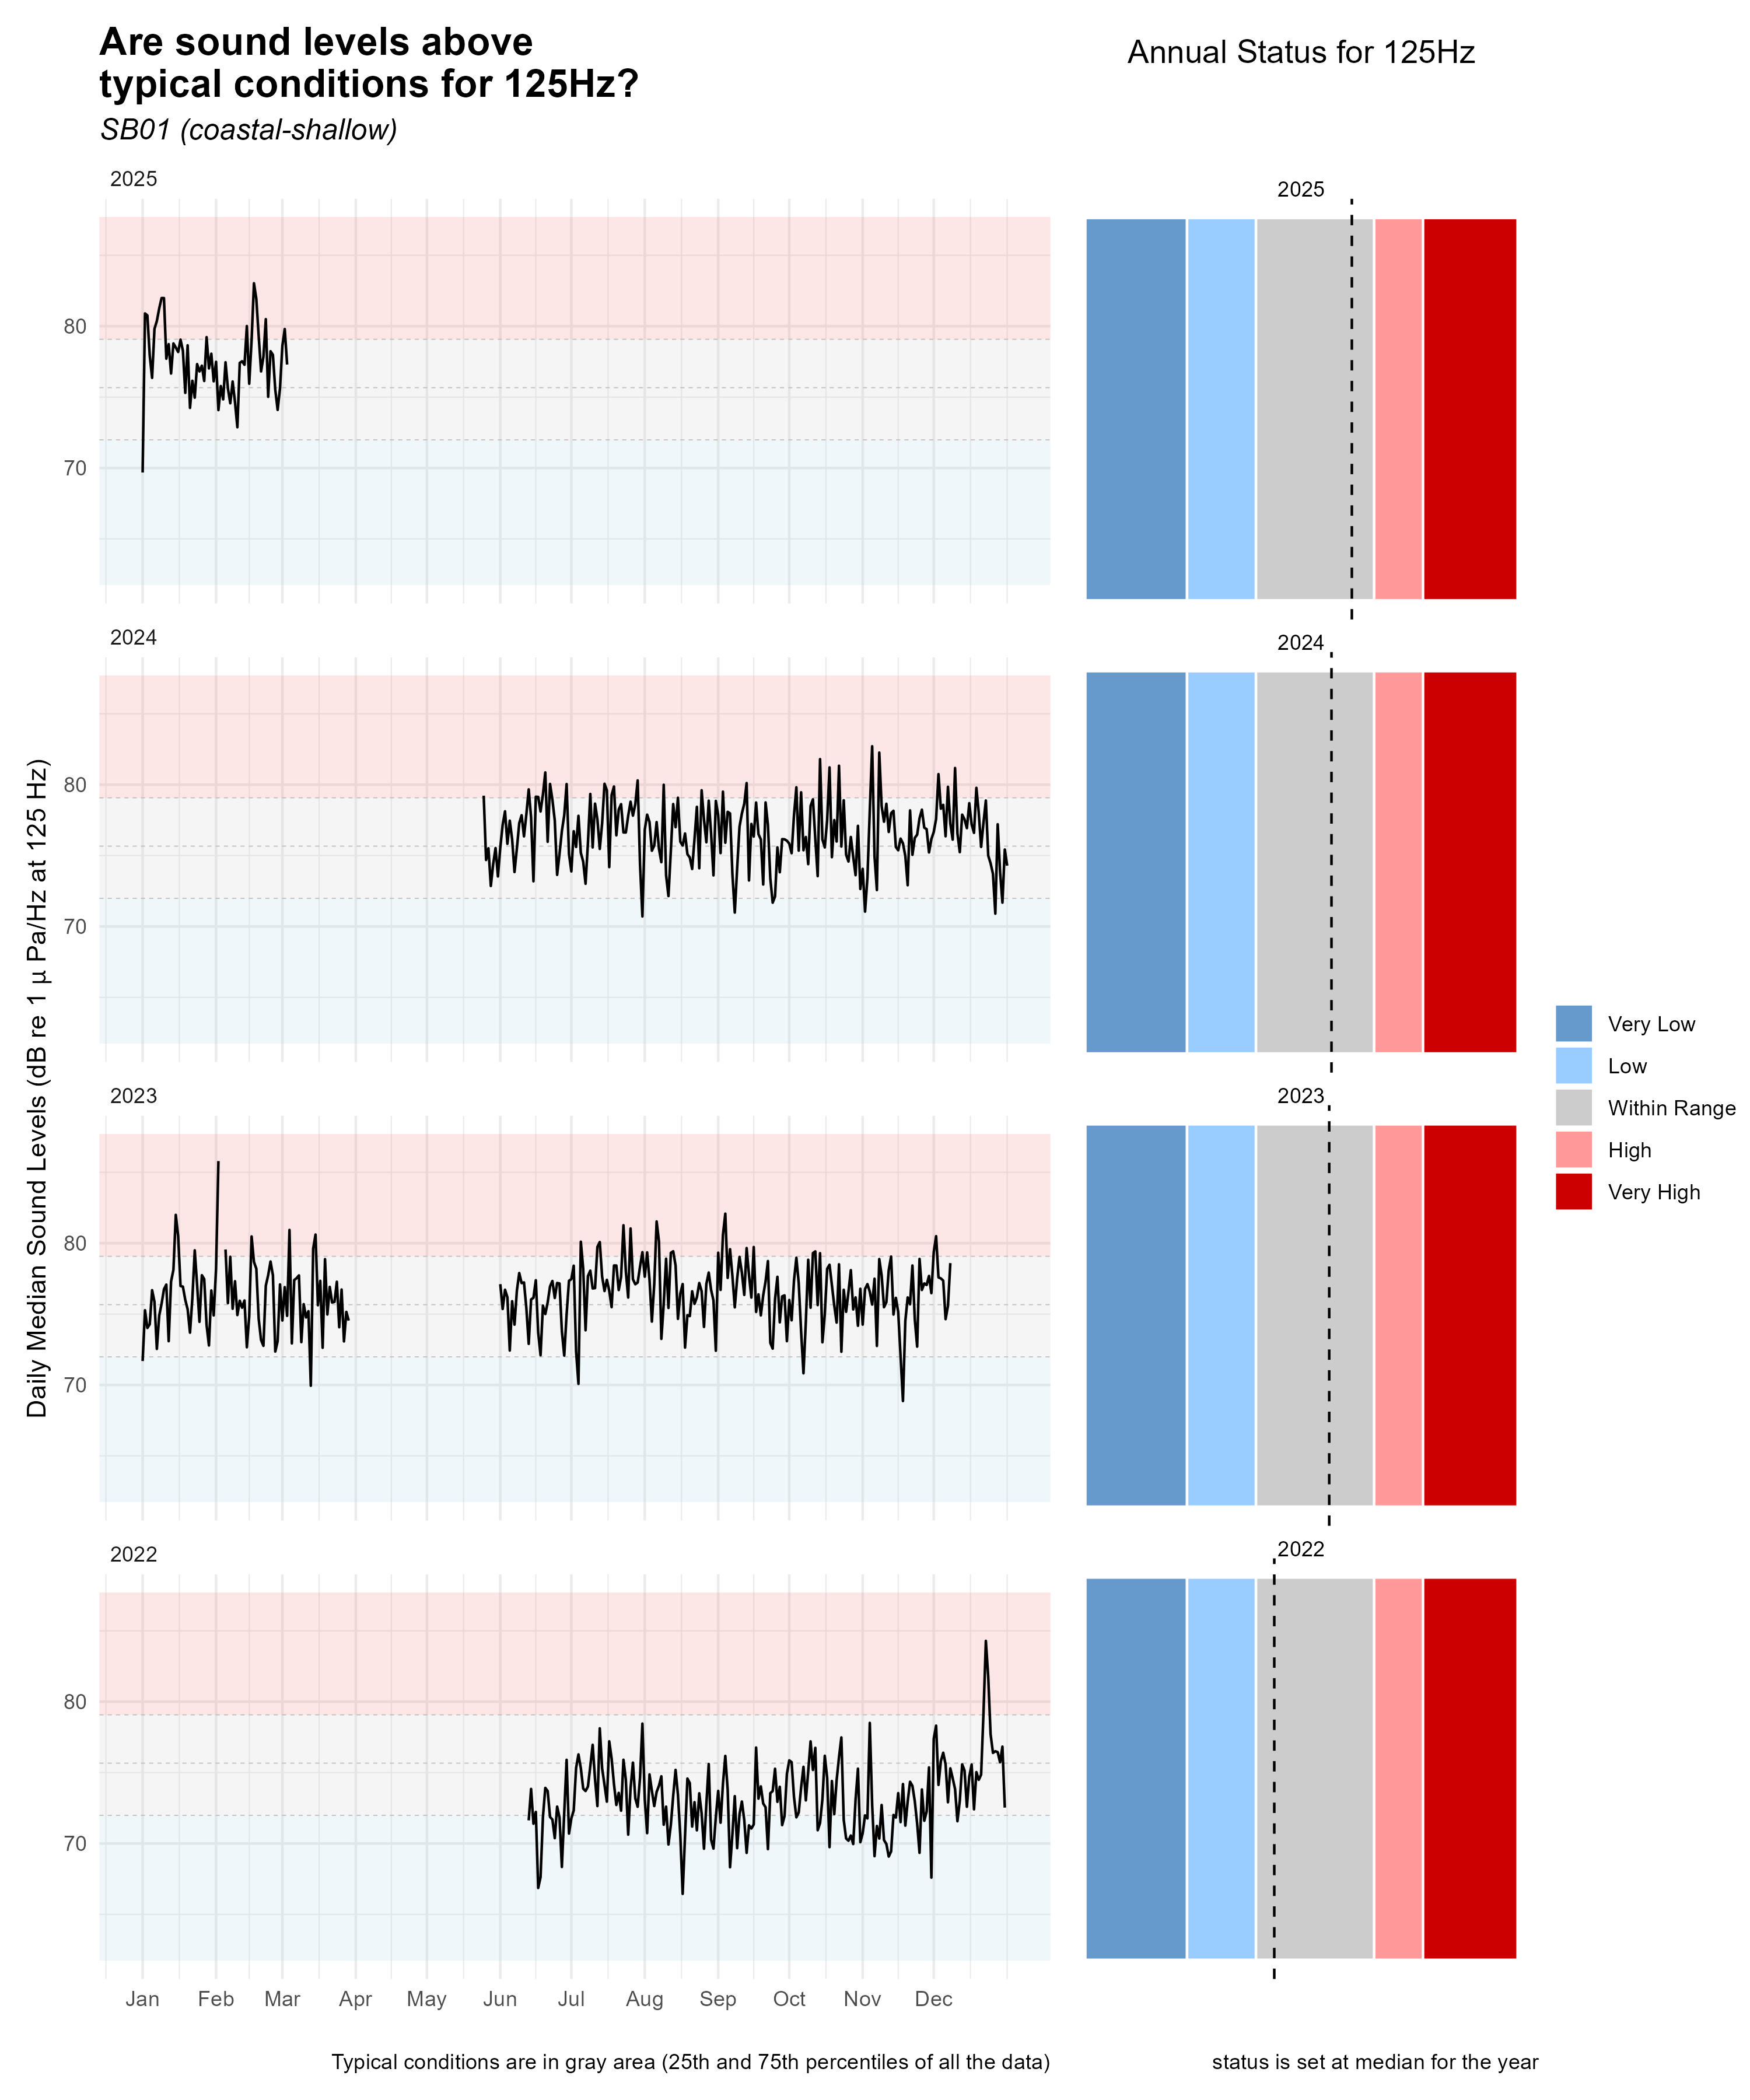 Are sound levels above
typical conditions for 125Hz?
SB01 (coastal-shallow)
Annual Status for 125Hz
Daily Median Sound Levels (dB re 1 µ Pa/Hz at 125 Hz)
2025
80
70
2025
2024
80
70
2024
2023
80
70
2023
2022
80
70
2022
Jan Feb Mar Apr May Jun Jul Aug Sep Oct Nov Dec
Very Low
Low
Within Range
High
Very High
Typical conditions are in gray area (25th and 75th percentiles of all the data)
status is set at median for the year